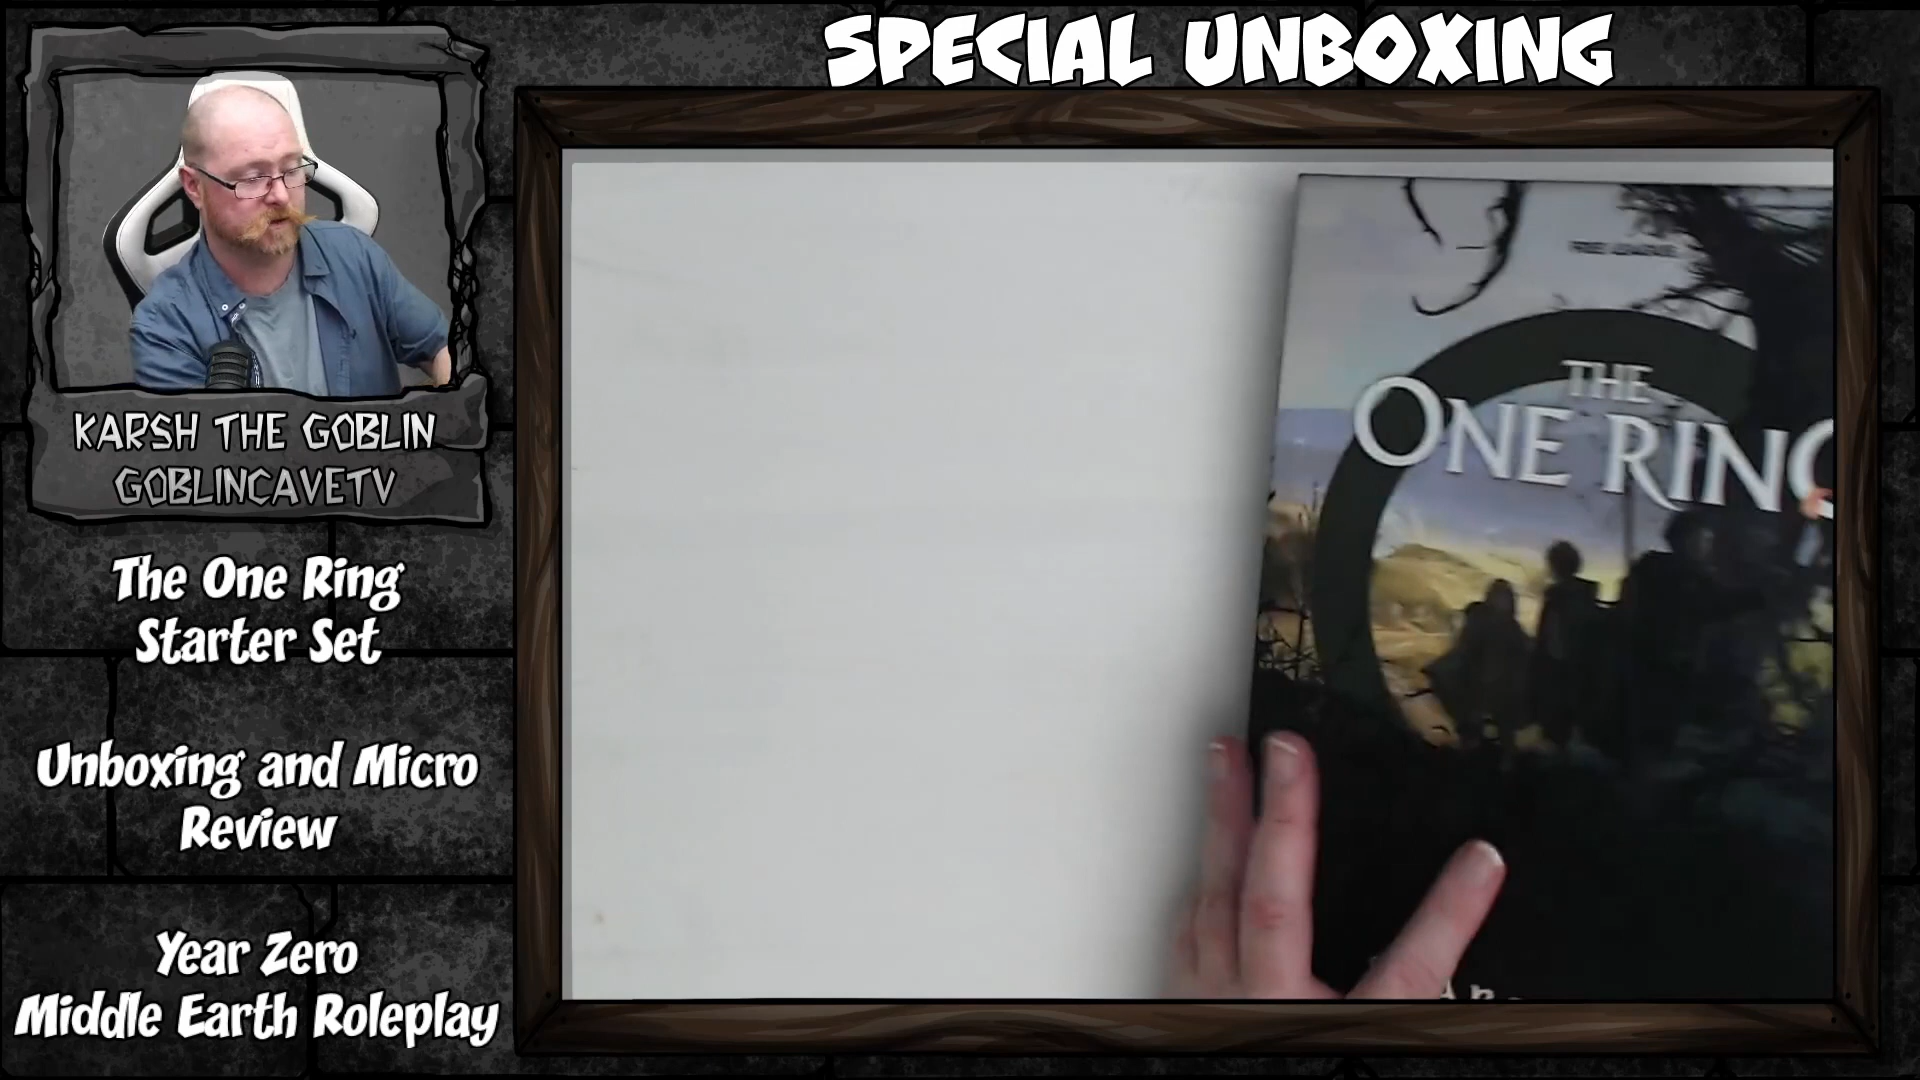 SPECIAL UNBOXING
KARSH THE GOBLIN
GOBLINCAVETV
The One Ring
Starter Set
Unboxing and Micro
Review
Year Zero
Middle Earth Roleplay
THE
ONE RING